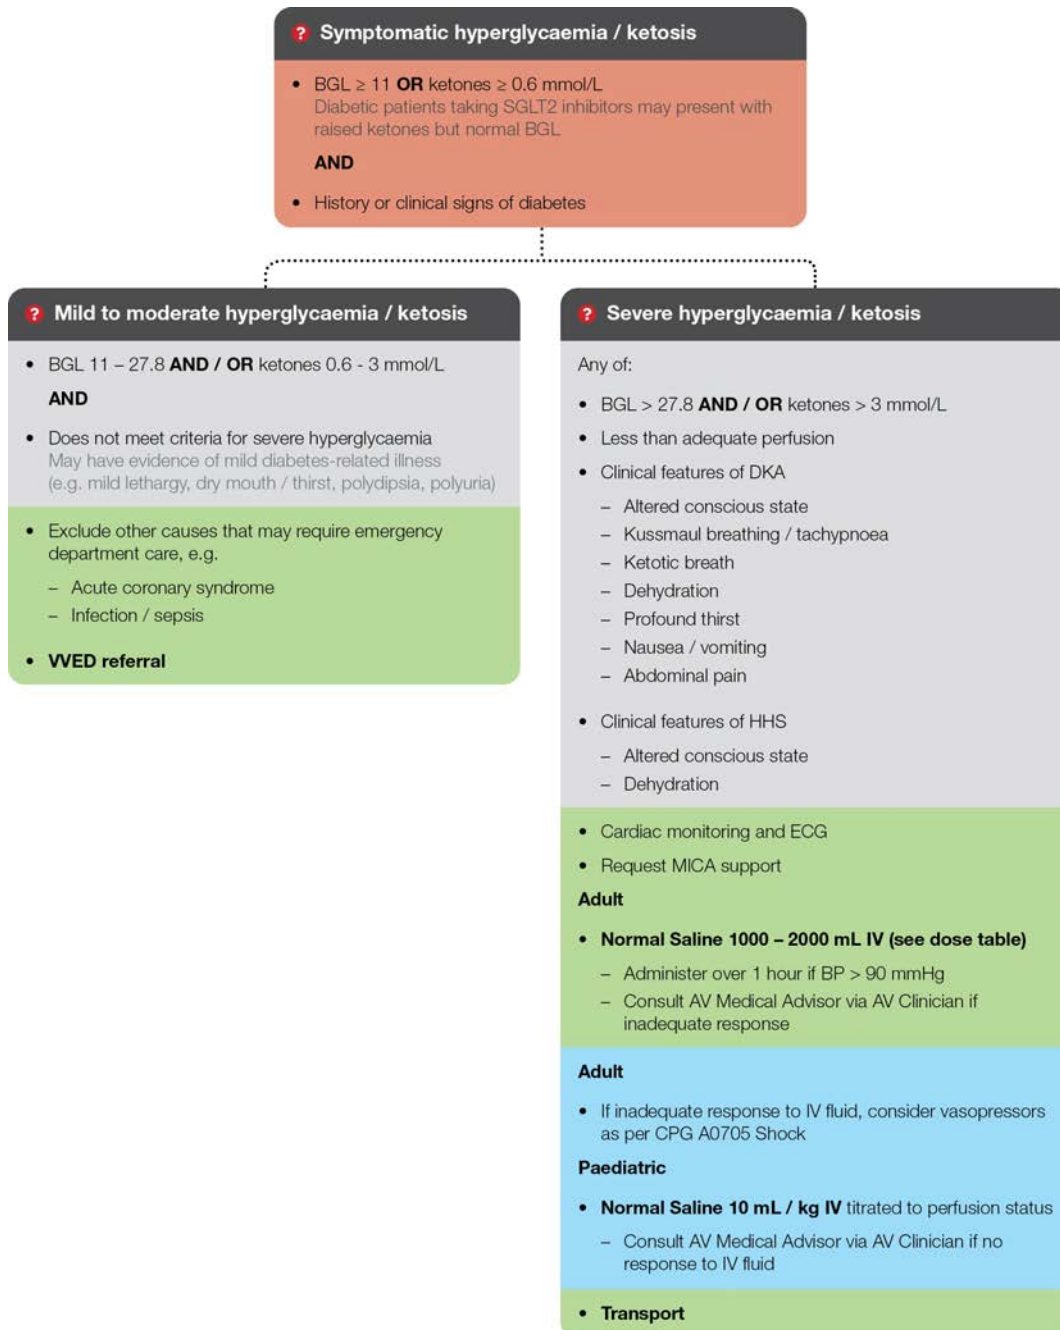 ? Symptomatic hyperglycaemia / ketosis
• BGL ≥ 11 OR ketones ≥ 0.6 mmol/L
Diabetic patients taking SGLT2 inhibitors may present with
raised ketones but normal BGL
AND
• History or clinical signs of diabetes
? Mild to moderate hyperglycaemia / ketosis
• BGL 11 – 27.8 AND / OR ketones 0.6 - 3 mmol/L
AND
• Does not meet criteria for severe hyperglycaemia
May have evidence of mild diabetes-related illness
(e.g. mild lethargy, dry mouth / thirst, polydipsia, polyuria)
• Exclude other causes that may require emergency
department care, e.g.
– Acute coronary syndrome
– Infection / sepsis
• VVED referral
? Severe hyperglycaemia / ketosis
Any of:
• BGL > 27.8 AND / OR ketones > 3 mmol/L
• Less than adequate perfusion
• Clinical features of DKA
– Altered conscious state
– Kussmaul breathing / tachypnoea
– Ketotic breath
– Dehydration
– Profound thirst
– Nausea / vomiting
– Abdominal pain
• Clinical features of HHS
– Altered conscious state
– Dehydration
• Cardiac monitoring and ECG
• Request MICA support
Adult
• Normal Saline 1000 – 2000 mL IV (see dose table)
– Administer over 1 hour if BP > 90 mmHg
– Consult AV Medical Advisor via AV Clinician if
inadequate response
Adult
• If inadequate response to IV fluid, consider vasopressors
as per CPG A0705 Shock
Paediatric
• Normal Saline 10 mL / kg IV titrated to perfusion status
– Consult AV Medical Advisor via AV Clinician if no
response to IV fluid
• Transport